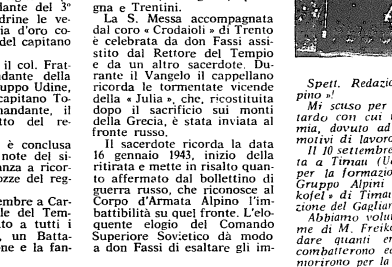 dante del 3°
drine le ve-
ia d'oro co-
del capitano
il col. Frat-
ndante della
uppo Udine,
capitano To-
mandante, il
tto del re-
è conclusa
note del si-
anza a ricor-
ozze del reg-
embre a Car-
le del Tem-
to a tutti i
, un Batta-
one e la fan-
gna e Trentini.
La S. Messa accompagnata
dal coro « Crodaioli » di Trento
è celebrata da don Fassi assi-
stito dal Rettore del Tempio
e da un altro sacerdote. Du-
rante il Vangelo il cappellano
ricorda le tormentate vicende
della « Julia », che, ricostituita
dopo il sacrificio sui monti
della Grecia, è stata inviata al
fronte russo.
Il sacerdote ricorda la data
16 gennaio 1943, inizio della
ritirata e mette in risalto quan-
to affermato dal bollettino di
guerra russo, che riconosce al
Corpo d'Armata Alpino l'im-
battibilità su quel fronte. L'elo-
quente elogio del Comando
Superiore Sovietico dà modo
a don Fassi di esaltare gli im-
Spett. Redazio
pino »!
Mi scuso per
tardo con cui t
mia, dovuto ad
motivi di lavoro
Il 10 settembre
ta a Timau (U
per la formazio
Gruppo Alpini
kofel » di Timau
zione del Gaglian
Abbiamo volut
me di M. Freiko
dare quanti er
combatterono ed
morirono per la